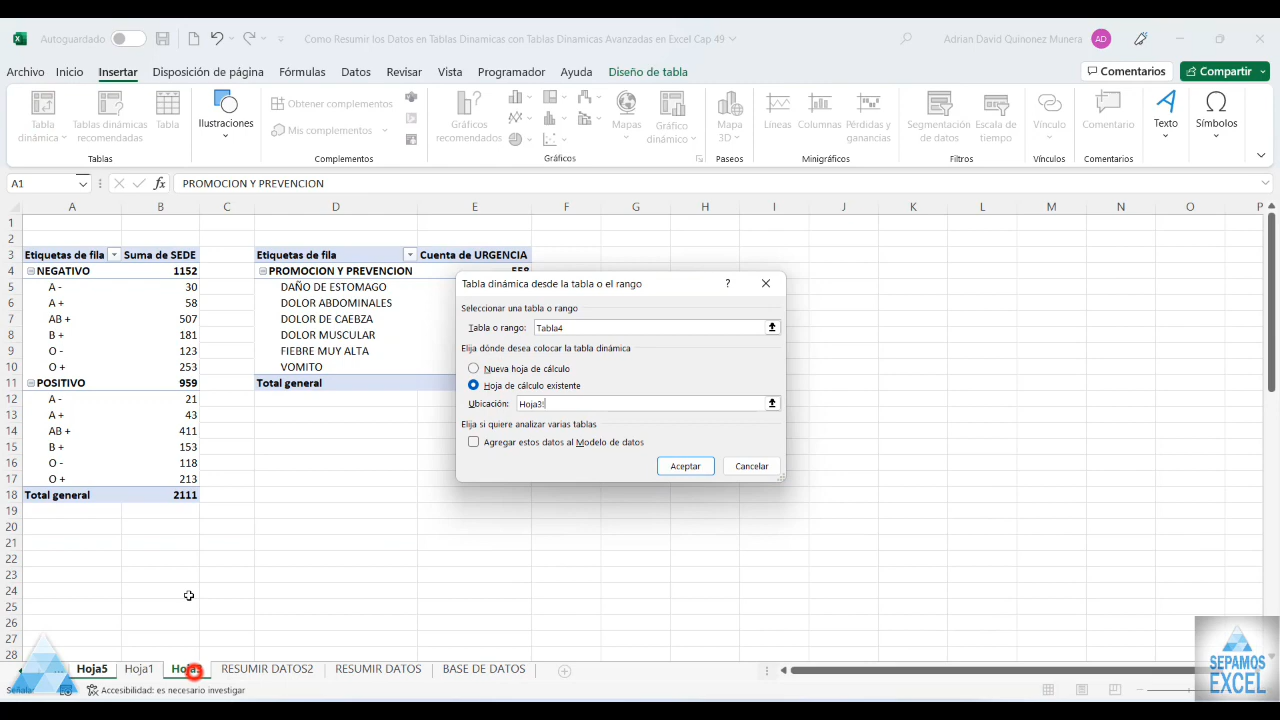 Autoguardado
Como Resumir los Datos en Tablas Dinamicas con Tablas Dinamicas Avanzadas en Excel Cap 49
Adrian David Quinonez Munera
AD
Archivo Inicio Insertar Disposición de página Fórmulas Datos Revisar Vista Programador Ayuda Diseño de tabla
Comentarios
Compartir
Tabla dinámica
Tablas dinámicas recomendadas
Tabla
Tablas
Ilustraciones
Obtener complementos
Mis complementos
Complementos
Gráficos recomendados
Mapas
Gráfico dinámico
Gráficos
Mapa 3D
Paseos
Líneas
Columnas
Pérdidas y ganancias
Minigráficos
Segmentación de datos
Escala de tiempo
Filtros
Vínculo
Vínculos
Comentario
Comentarios
Texto
Símbolos
A1
fx
PROMOCION Y PREVENCION
A B C D E F G H I J K L M N O P
1
2
3 Etiquetas de fila Suma de SEDE Etiquetas de fila Cuenta de URGENCIA
4 NEGATIVO 1152 PROMOCION Y PREVENCION 558
5 A - 30 DAÑO DE ESTOMAGO
6 A + 58 DOLOR ABDOMINALES
7 AB + 507 DOLOR DE CAEBZA
8 B + 181 DOLOR MUSCULAR
9 O - 123 FIEBRE MUY ALTA
10 O + 253 VOMITO
11 POSITIVO 959 Total general
12 A - 21
13 A + 43
14 AB + 411
15 B + 153
16 O - 118
17 O + 213
18 Total general 2111
19
20
21
22
23
24
25
26
27
28
Tabla dinámica desde la tabla o el rango
?
Seleccionar una tabla o rango
Tabla o rango: Tabla4
Elija dónde desea colocar la tabla dinámica
Nueva hoja de cálculo
Hoja de cálculo existente
Ubicación: Hoja3!
Elija si quiere analizar varias tablas
Agregar estos datos al Modelo de datos
Aceptar
Cancelar
... Hoja5 Hoja1 RESUMIR DATOS2 RESUMIR DATOS BASE DE DATOS
Accesibilidad: es necesario investigar
SEPAMOS
EXCEL